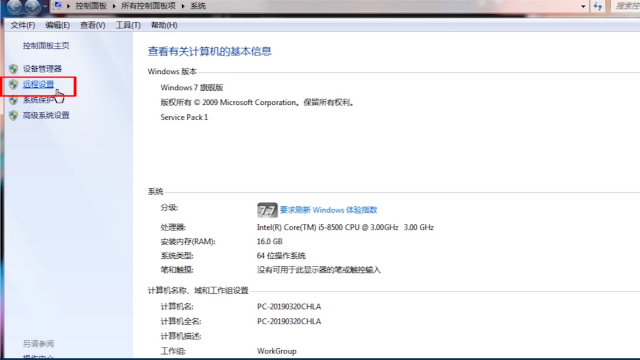 控制面板 ▸ 所有控制面板项 ▸ 系统
搜索控
文件(F) 编辑(E) 查看(V) 工具(T) 帮助(H)
控制面板主页
设备管理器
远程设置
系统保护
高级系统设置
查看有关计算机的基本信息
Windows 版本
Windows 7 旗舰版
版权所有 © 2009 Microsoft Corporation。保留所有权利。
Service Pack 1
系统
分级: 7.7 要求刷新 Windows 体验指数
处理器: Intel(R) Core(TM) i5-8500 CPU @ 3.00GHz 3.00 GHz
安装内存(RAM): 16.0 GB
系统类型: 64 位操作系统
笔和触摸: 没有可用于此显示器的笔或触控输入
计算机名称、域和工作组设置
计算机名: PC-20190320CHLA
计算机全名: PC-20190320CHLA
计算机描述:
工作组: WorkGroup
另请参阅
操作中心